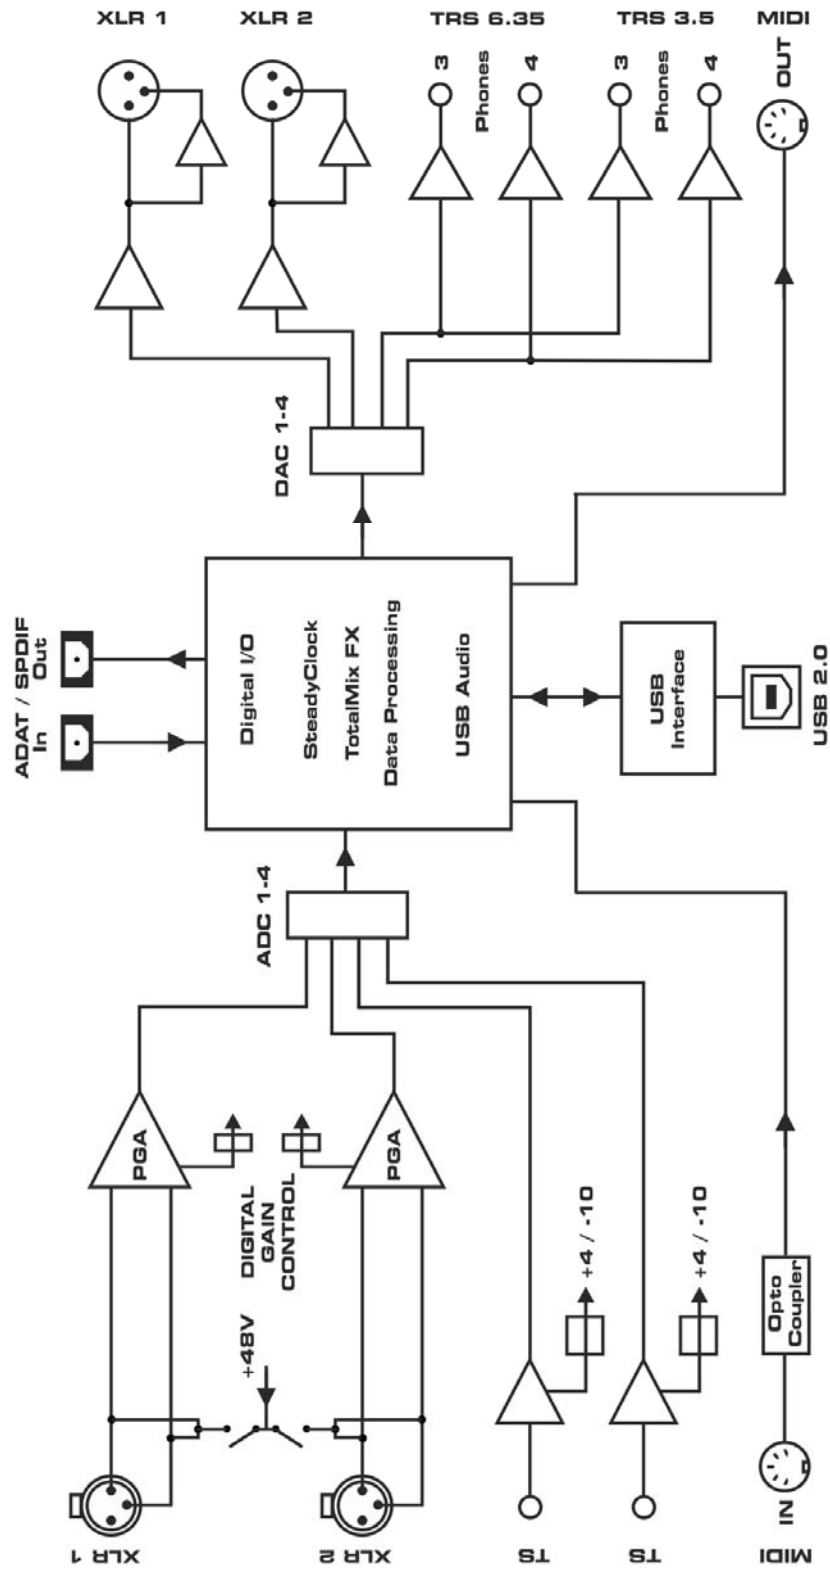 XLR 1
XLR 2
TRS 6.35
TRS 3.5
MIDI
3
Phones
4
3
Phones
4
OUT
DAC 1-4
ADAT / SPDIF
Out
In
Digital I/O
SteadyClock
TotalMix FX
Data Processing
USB Audio
USB
Interface
USB 2.0
ADC 1-4
PGA
PGA
DIGITAL
GAIN
CONTROL
+48V
+4 / -10
+4 / -10
Opto
Coupler
IN
XLR 1
XLR 2
TS
TS
MIDI